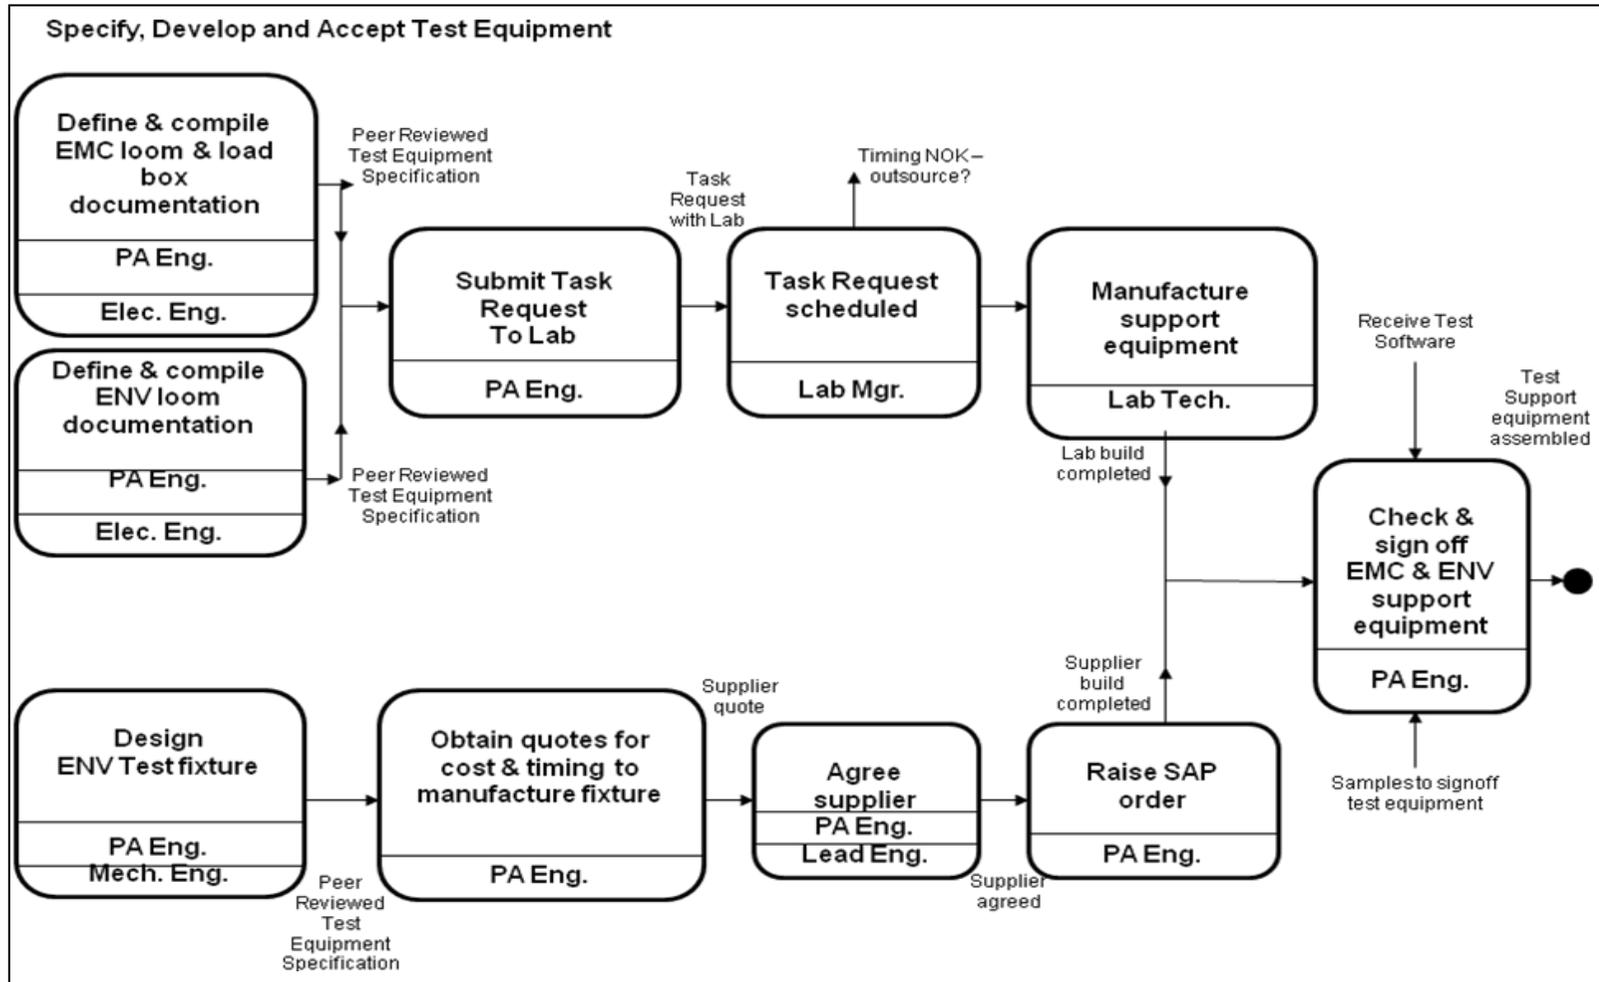 Specify, Develop and Accept Test Equipment
Define & compile
EMC loom & load
box
documentation
PA Eng.
Elec. Eng.
Peer Reviewed
Test Equipment
Specification
Define & compile
ENV loom
documentation
PA Eng.
Elec. Eng.
Peer Reviewed
Test Equipment
Specification
Submit Task
Request
To Lab
PA Eng.
Task
Request
with Lab
Task Request
scheduled
Lab Mgr.
Timing NOK –
outsource?
Manufacture
support
equipment
Lab Tech.
Lab build
completed
Receive Test
Software
Test
Support
equipment
assembled
Check &
sign off
EMC & ENV
support
equipment
PA Eng.
Samples to signoff
test equipment
Design
ENV Test fixture
PA Eng.
Mech. Eng.
Peer
Reviewed
Test
Equipment
Specification
Obtain quotes for
cost & timing to
manufacture fixture
PA Eng.
Supplier
quote
Agree
supplier
PA Eng.
Lead Eng.
Supplier
agreed
Raise SAP
order
PA Eng.
Supplier
build
completed